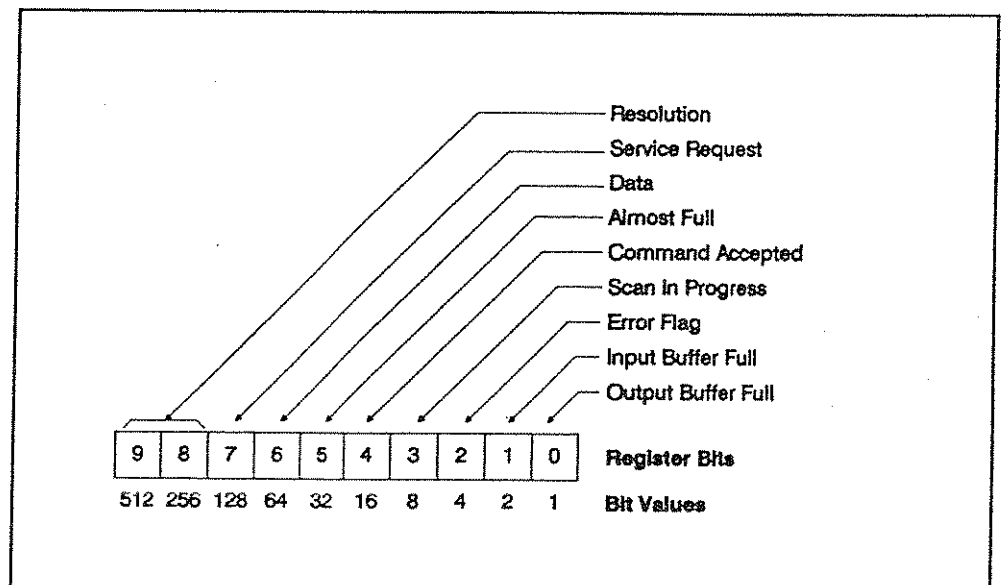 Resolution
Service Request
Data
Almost Full
Command Accepted
Scan In Progress
Error Flag
Input Buffer Full
Output Buffer Full
9 8 7 6 5 4 3 2 1 0 Register Bits
512 256 128 64 32 16 8 4 2 1 Bit Values